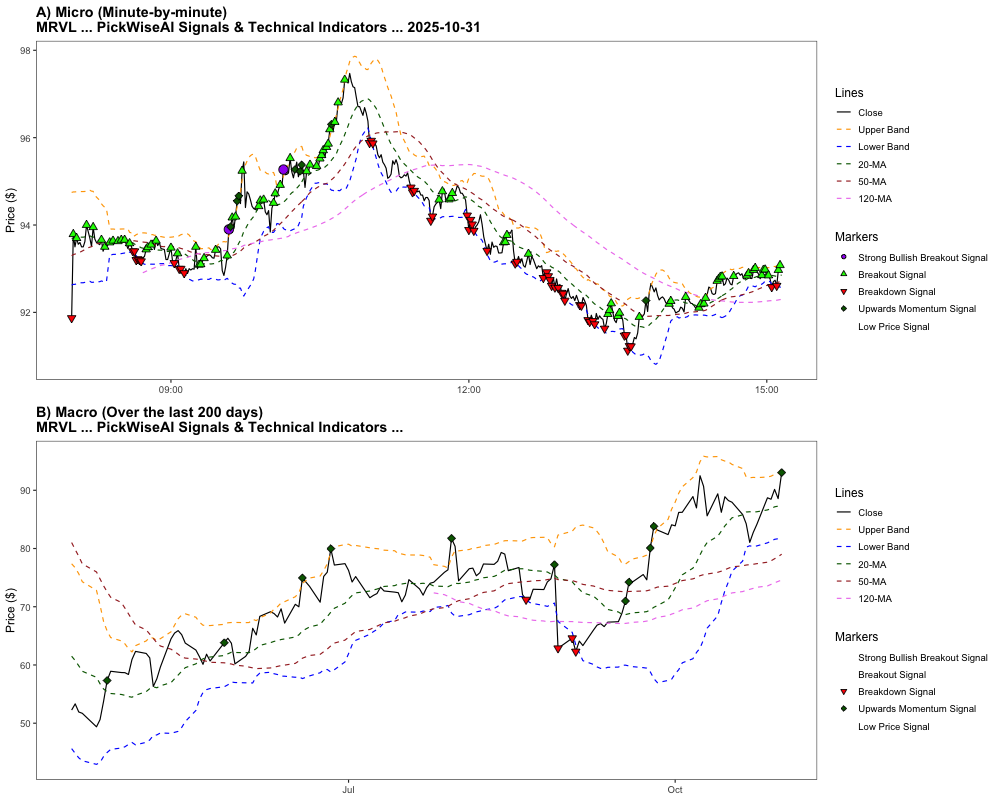 A) Micro (Minute-by-minute)
MRVL ... PickWiseAI Signals & Technical Indicators ... 2025-10-31
98
96
94
92
Price ($)
09:00
12:00
15:00
Lines
Close
Upper Band
Lower Band
20-MA
50-MA
120-MA
Markers
Strong Bullish Breakout Signal
Breakout Signal
Breakdown Signal
Upwards Momentum Signal
Low Price Signal
B) Macro (Over the last 200 days)
MRVL ... PickWiseAI Signals & Technical Indicators ...
90
80
70
60
50
Price ($)
Jul
Oct
Lines
Close
Upper Band
Lower Band
20-MA
50-MA
120-MA
Markers
Strong Bullish Breakout Signal
Breakout Signal
Breakdown Signal
Upwards Momentum Signal
Low Price Signal